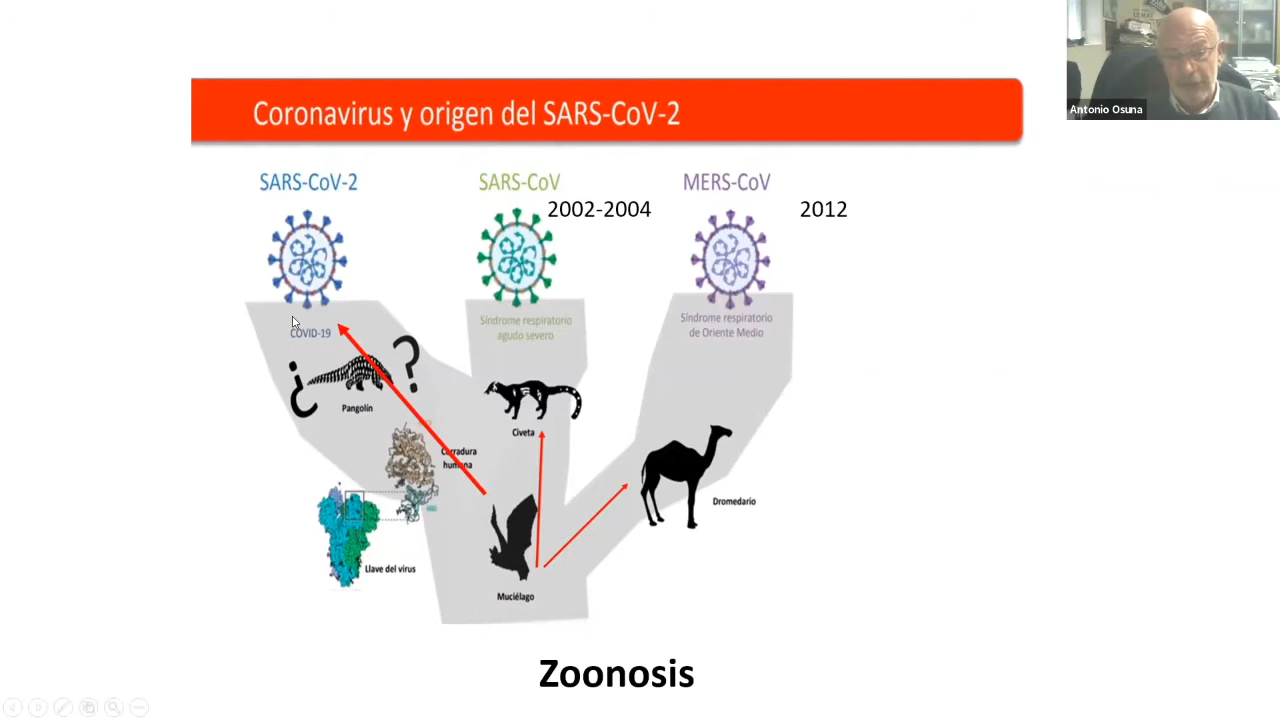 Antonio Osuna
Coronavirus y origen del SARS-CoV-2
SARS-CoV-2
SARS-CoV
MERS-CoV
2002-2004
2012
COVID-19
Síndrome respiratorio
agudo severo
Síndrome respiratorio
de Oriente Medio
¿ ?
Pangolín
Civeta
Cerradura
humana
Dromedario
Llave del virus
Muciélago
Zoonosis